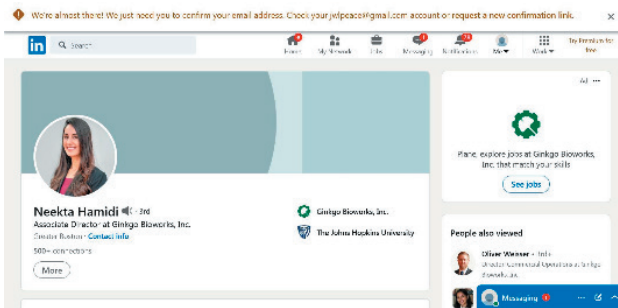 We're almost there! We just need you to confirm your email address. Check your jwlpeace@gmail.com account or request a new confirmation link.
in
Search
Home
My Network
Jobs
Messaging
Notifications
Me
Work
Try Premium for
free
Ad
Neekta Hamidi 3rd
Associate Director at Ginkgo Bioworks, Inc.
Greater Boston · Contact info
500+ connections
More
Ginkgo Bioworks, Inc.
The Johns Hopkins University
explore jobs at Ginkgo Bioworks,
Inc. that match your skills
See jobs
People also viewed
Oliver Weisser • 3rd+
Director Commercial Operations at Ginkgo
Bioworks, Inc.
Messaging